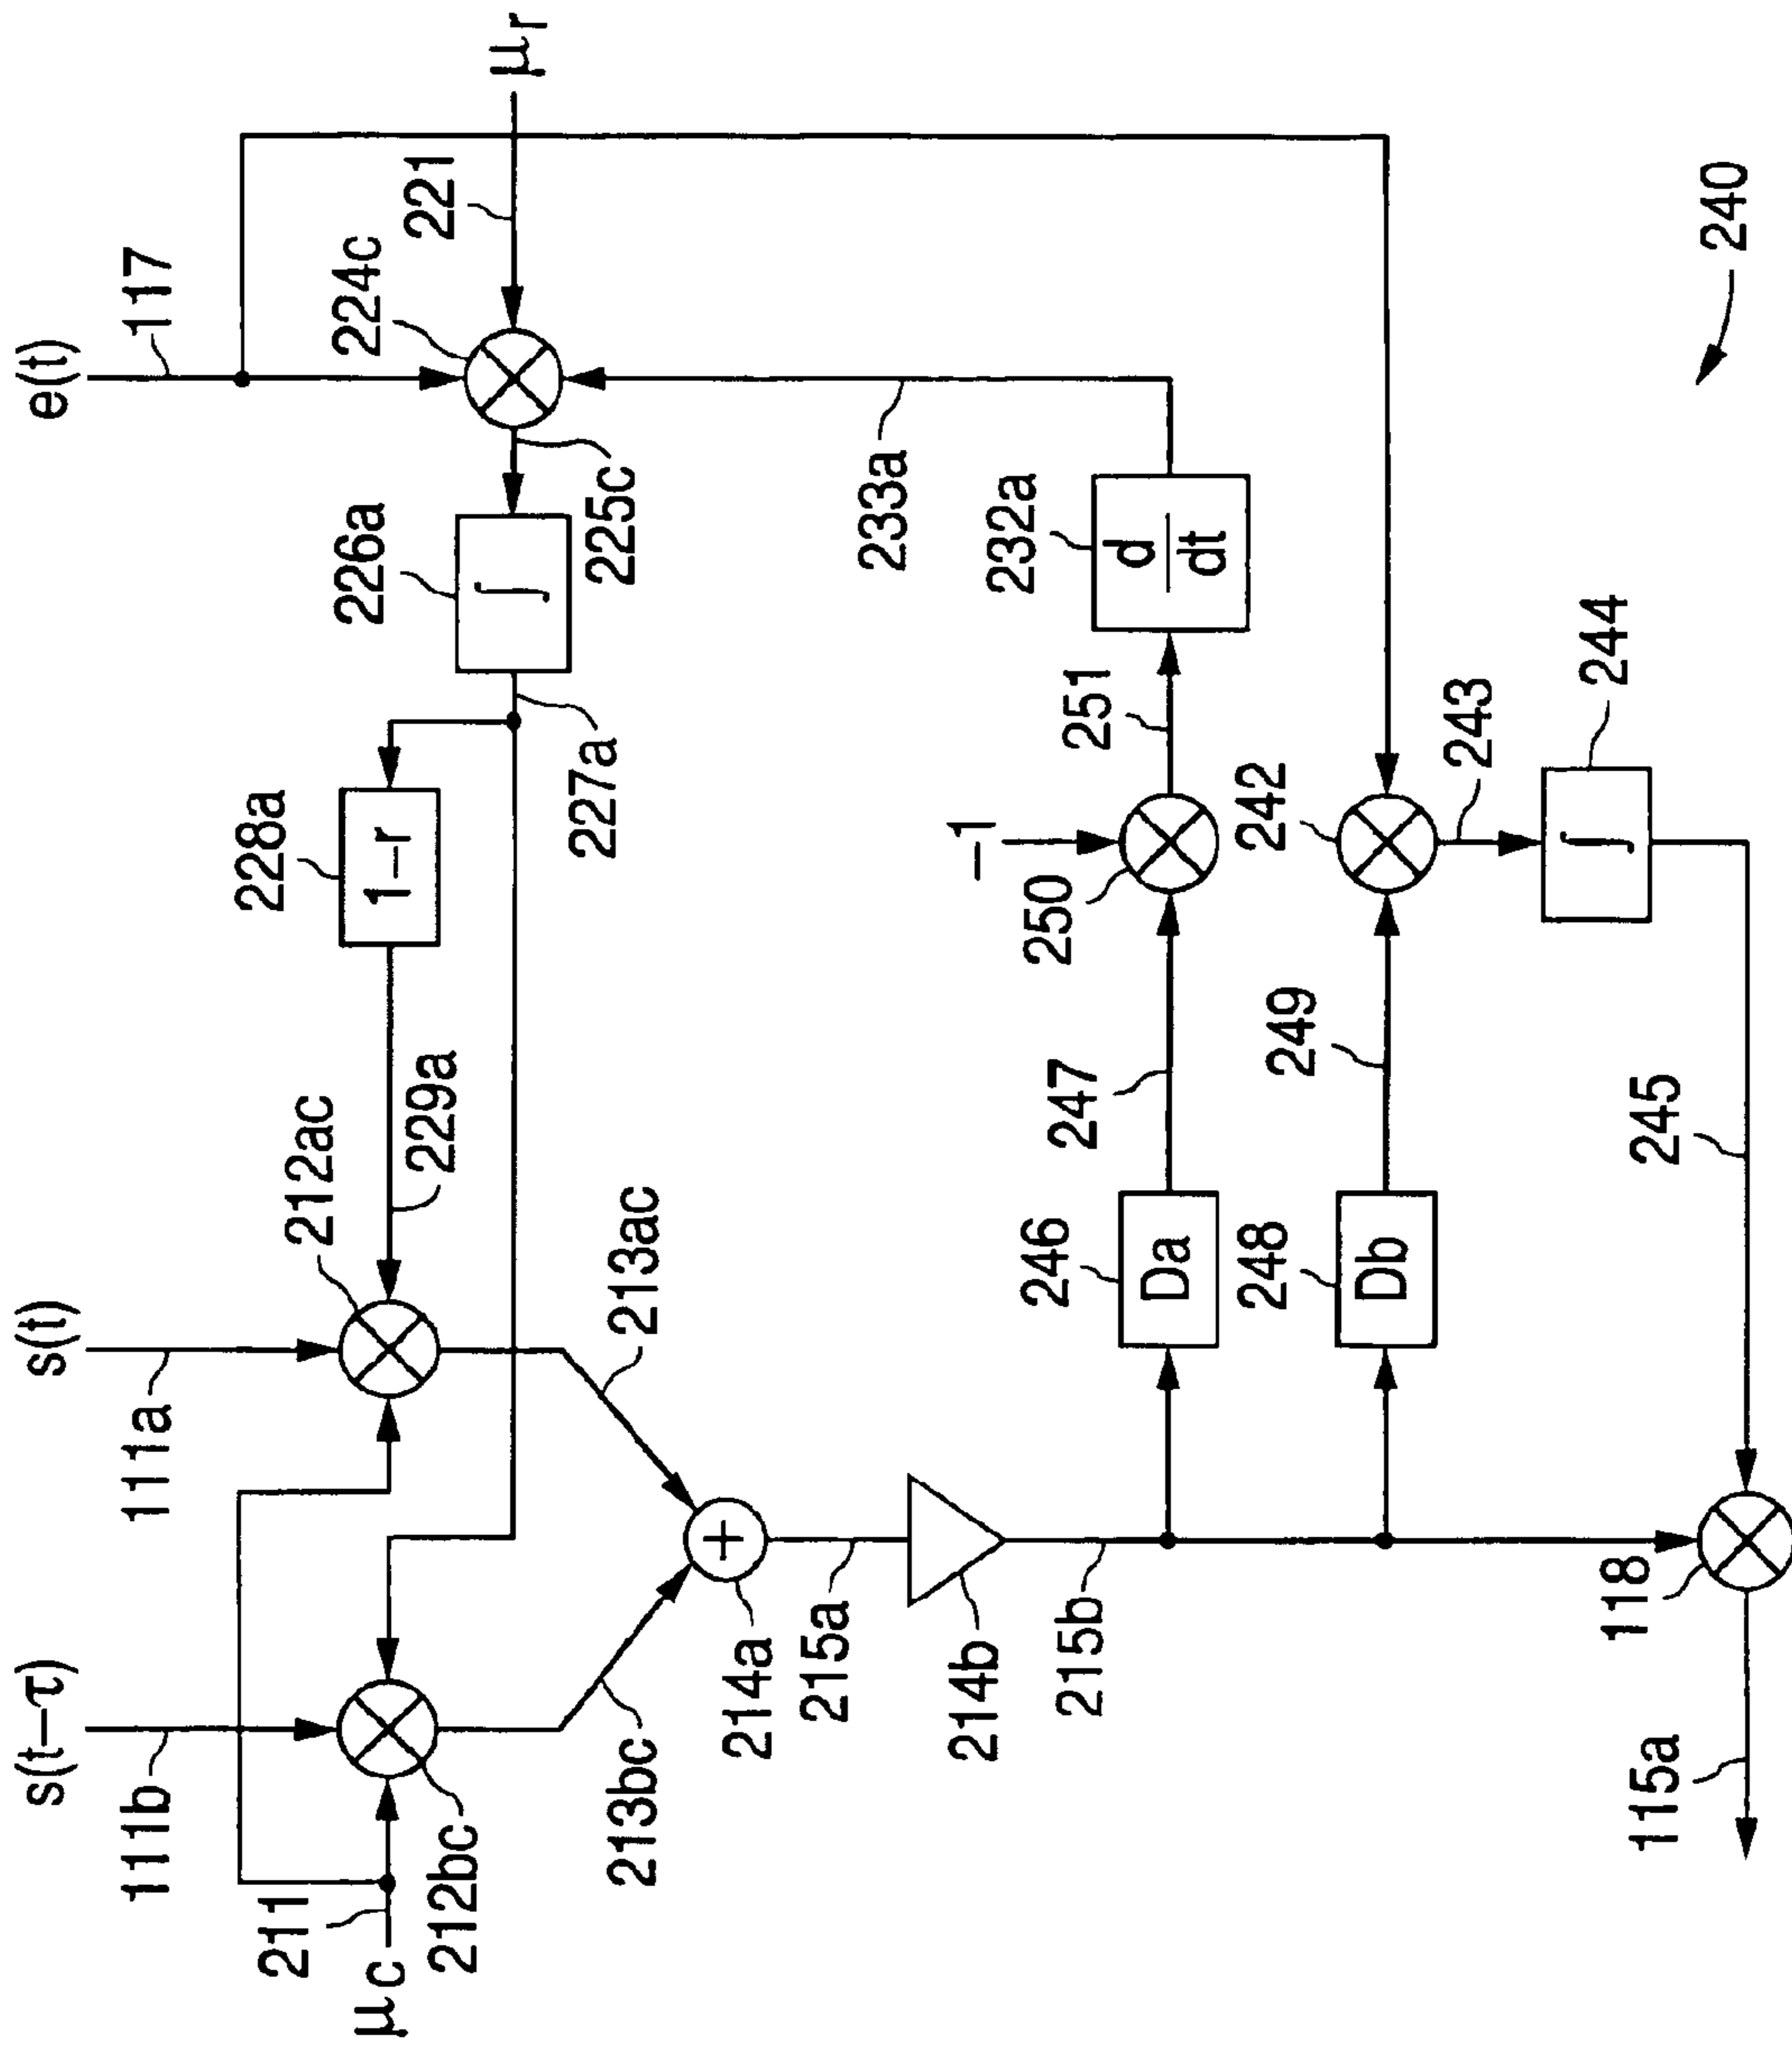 s(t−τ)
s(t)
e(t)
111b
111a
117
211
μc
212bc
212ac
229a
228a
1−r
227a
226a
∫
225c
224c
221
μr
213bc
213ac
214a
+
215a
214b
215b
246
Da
247
250
−1
251
232a
d
dt
233a
248
Db
249
242
243
244
∫
245
118
115a
240